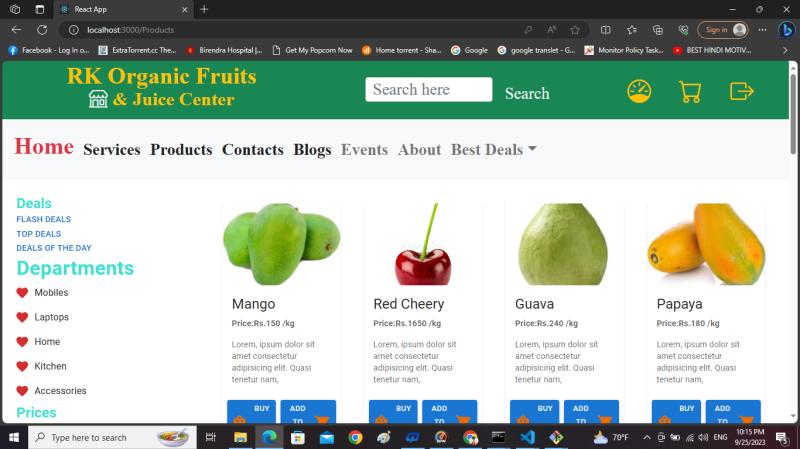 React App
localhost:3000/Products
Sign in
Facebook - Log In o...
ExtraTorrent.cc The...
Birendra Hospital |...
Get My Popcorn Now
Home torrent - Sha...
Google
google translet - G...
Monitor Policy Task...
BEST HINDI MOTIV...
RK Organic Fruits
& Juice Center
Search here
Search
Home Services Products Contacts Blogs Events About Best Deals
Deals
FLASH DEALS
TOP DEALS
DEALS OF THE DAY
Departments
Mobiles
Laptops
Home
Kitchen
Accessories
Prices
Mango
Price:Rs.150 /kg
Lorem, ipsum dolor sit
amet consectetur
adipisicing elit. Quasi
tenetur nam,
BUY
ADD
TO
Red Cheery
Price:Rs.1650 /kg
Lorem, ipsum dolor sit
amet consectetur
adipisicing elit. Quasi
tenetur nam,
BUY
ADD
TO
Guava
Price:Rs.240 /kg
Lorem, ipsum dolor sit
amet consectetur
adipisicing elit. Quasi
tenetur nam,
BUY
ADD
TO
Papaya
Price:Rs.180 /kg
Lorem, ipsum dolor sit
amet consectetur
adipisicing elit. Quasi
tenetur nam,
BUY
ADD
TO
Type here to search
70°F
ENG
10:15 PM
9/25/2023